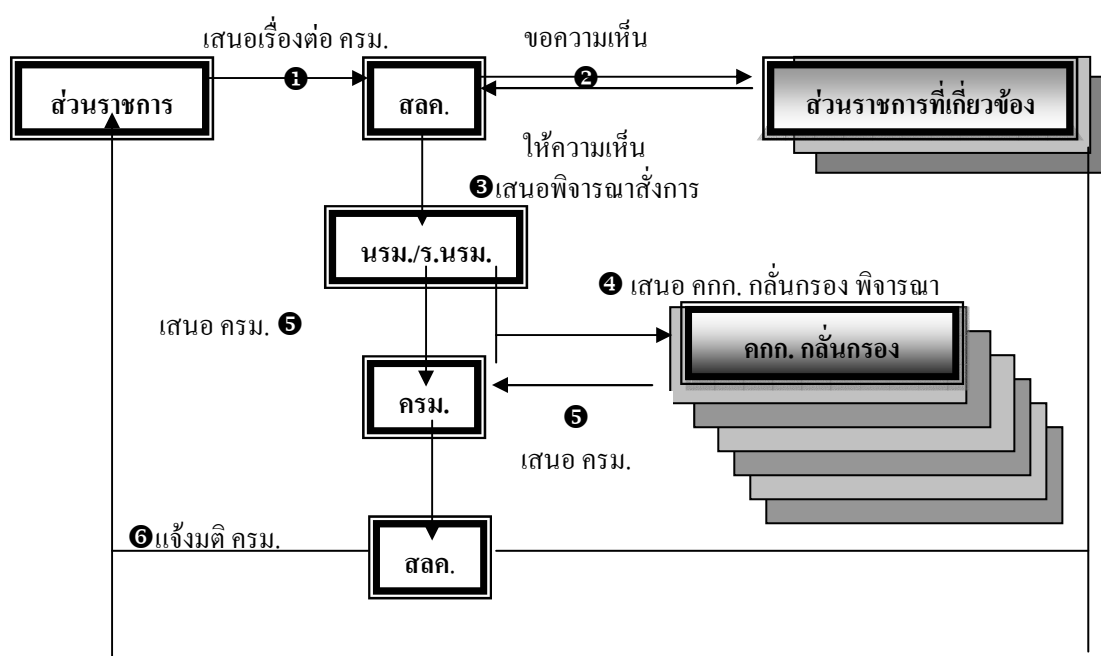 เสนอเรื่องต่อ ครม.
ขอความเห็น
❶
❷
ส่วนราชการ
สลค.
ส่วนราชการที่เกี่ยวข้อง
ให้ความเห็น
❸เสนอพิจารณาสั่งการ
นรม./ร.นรม.
❹ เสนอ คกก. กลั่นกรอง พิจารณา
เสนอ ครม. ❺
คกก. กลั่นกรอง
ครม.
❺
เสนอ ครม.
❻แจ้งมติ ครม.
สลค.